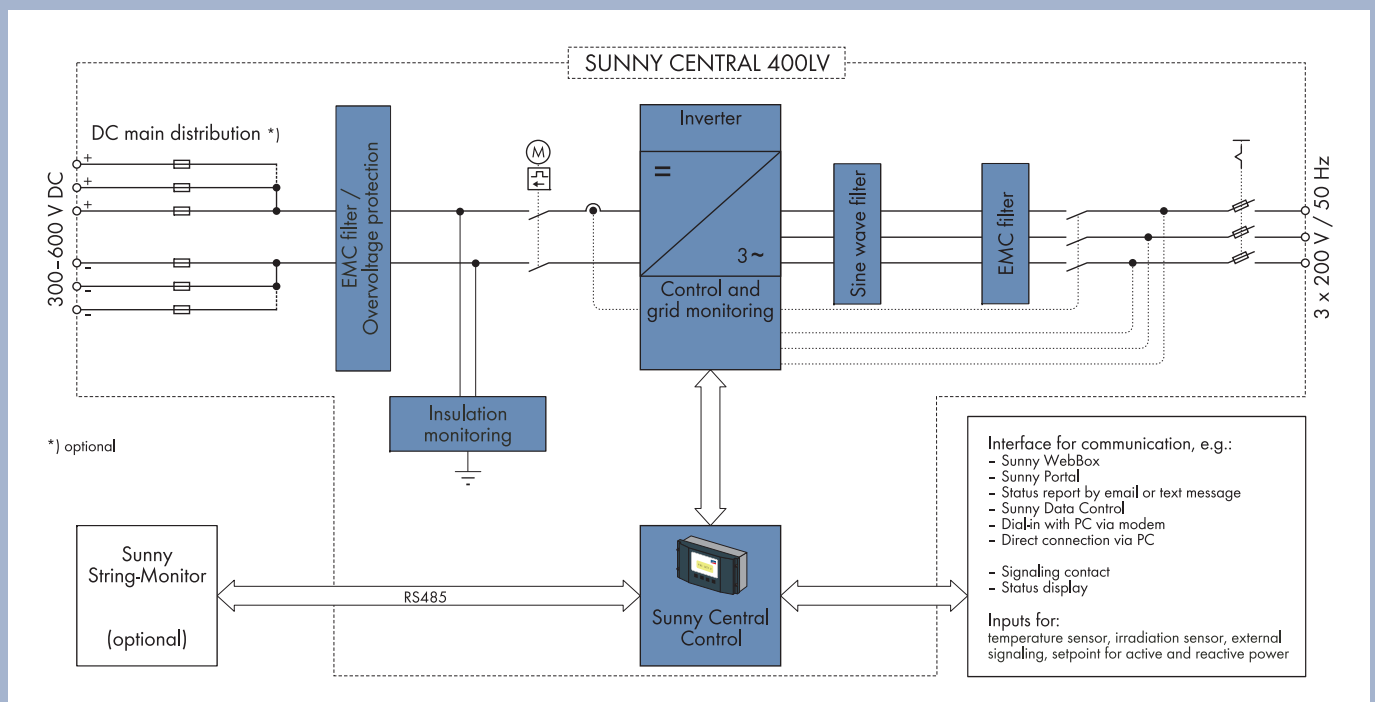 SUNNY CENTRAL 400LV
DC main distribution *)
+
+
+
-
-
-
300-600 V DC
EMC filter /
Overvoltage protection
M
Inverter
=
3~
Control and
grid monitoring
Sine wave filter
EMC filter
3 x 200 V / 50 Hz
Insulation
monitoring
*) optional
Sunny
String-Monitor
(optional)
RS485
Sunny Central
Control
Interface for communication, e.g.:
- Sunny WebBox
- Sunny Portal
- Status report by email or text message
- Sunny Data Control
- Dial-in with PC via modem
- Direct connection via PC
- Signaling contact
- Status display
Inputs for:
temperature sensor, irradiation sensor, external
signaling, setpoint for active and reactive power